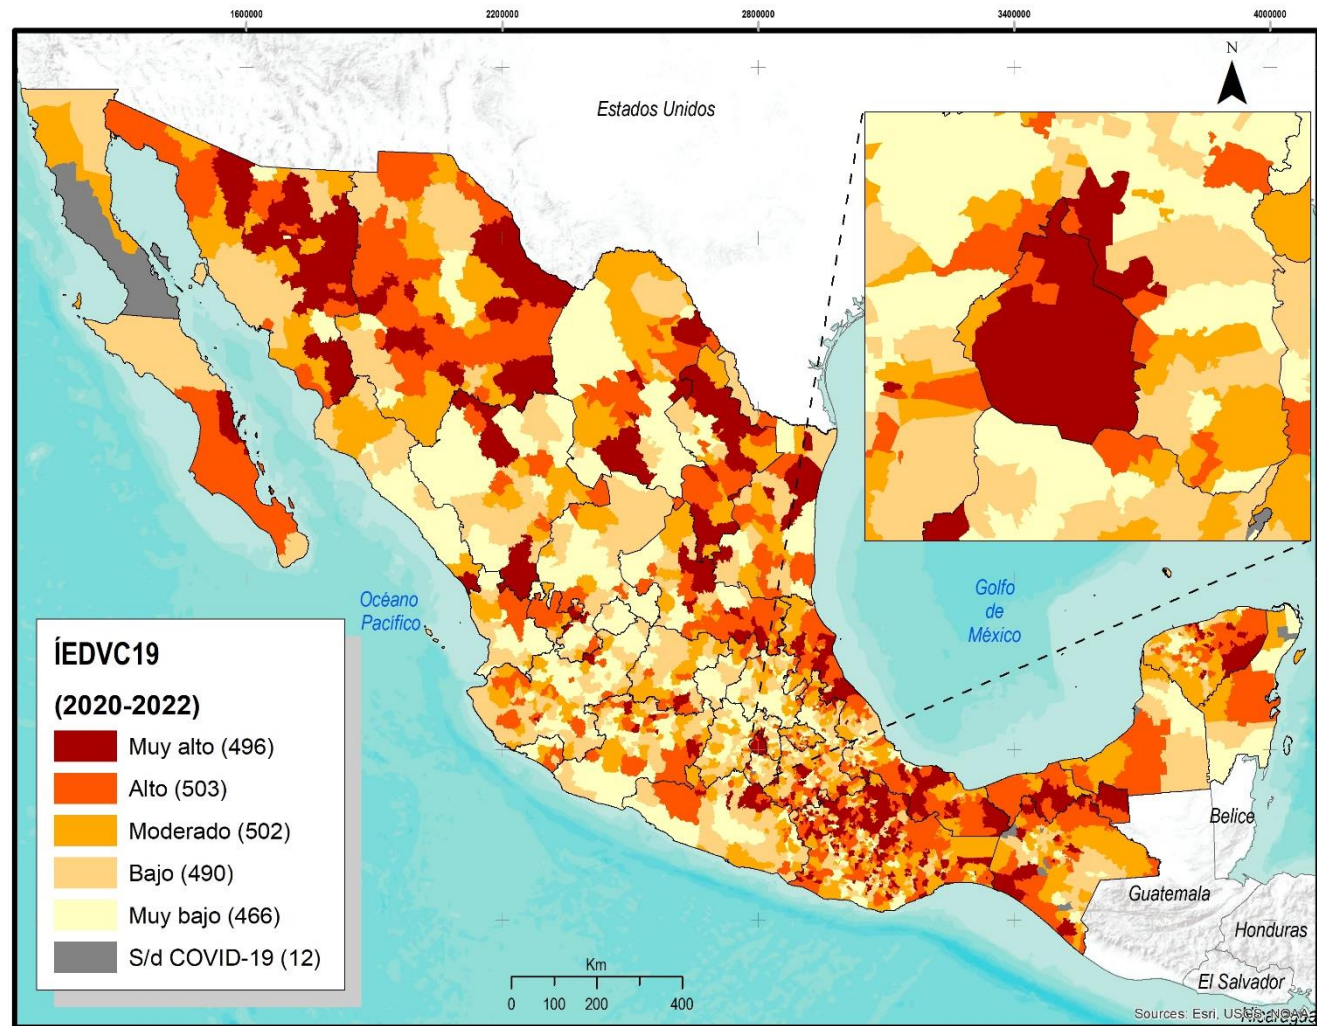 1600000
2200000
2800000
3400000
4000000
N
Estados Unidos
Golfo
de
México
Océano
Pacífico
ÍEDVC19
(2020-2022)
Muy alto (496)
Alto (503)
Moderado (502)
Bajo (490)
Muy bajo (466)
S/d COVID-19 (12)
Belice
Guatemala
Honduras
El Salvador
Km
0 100 200 400
Sources: Esri, USGS, NOAA